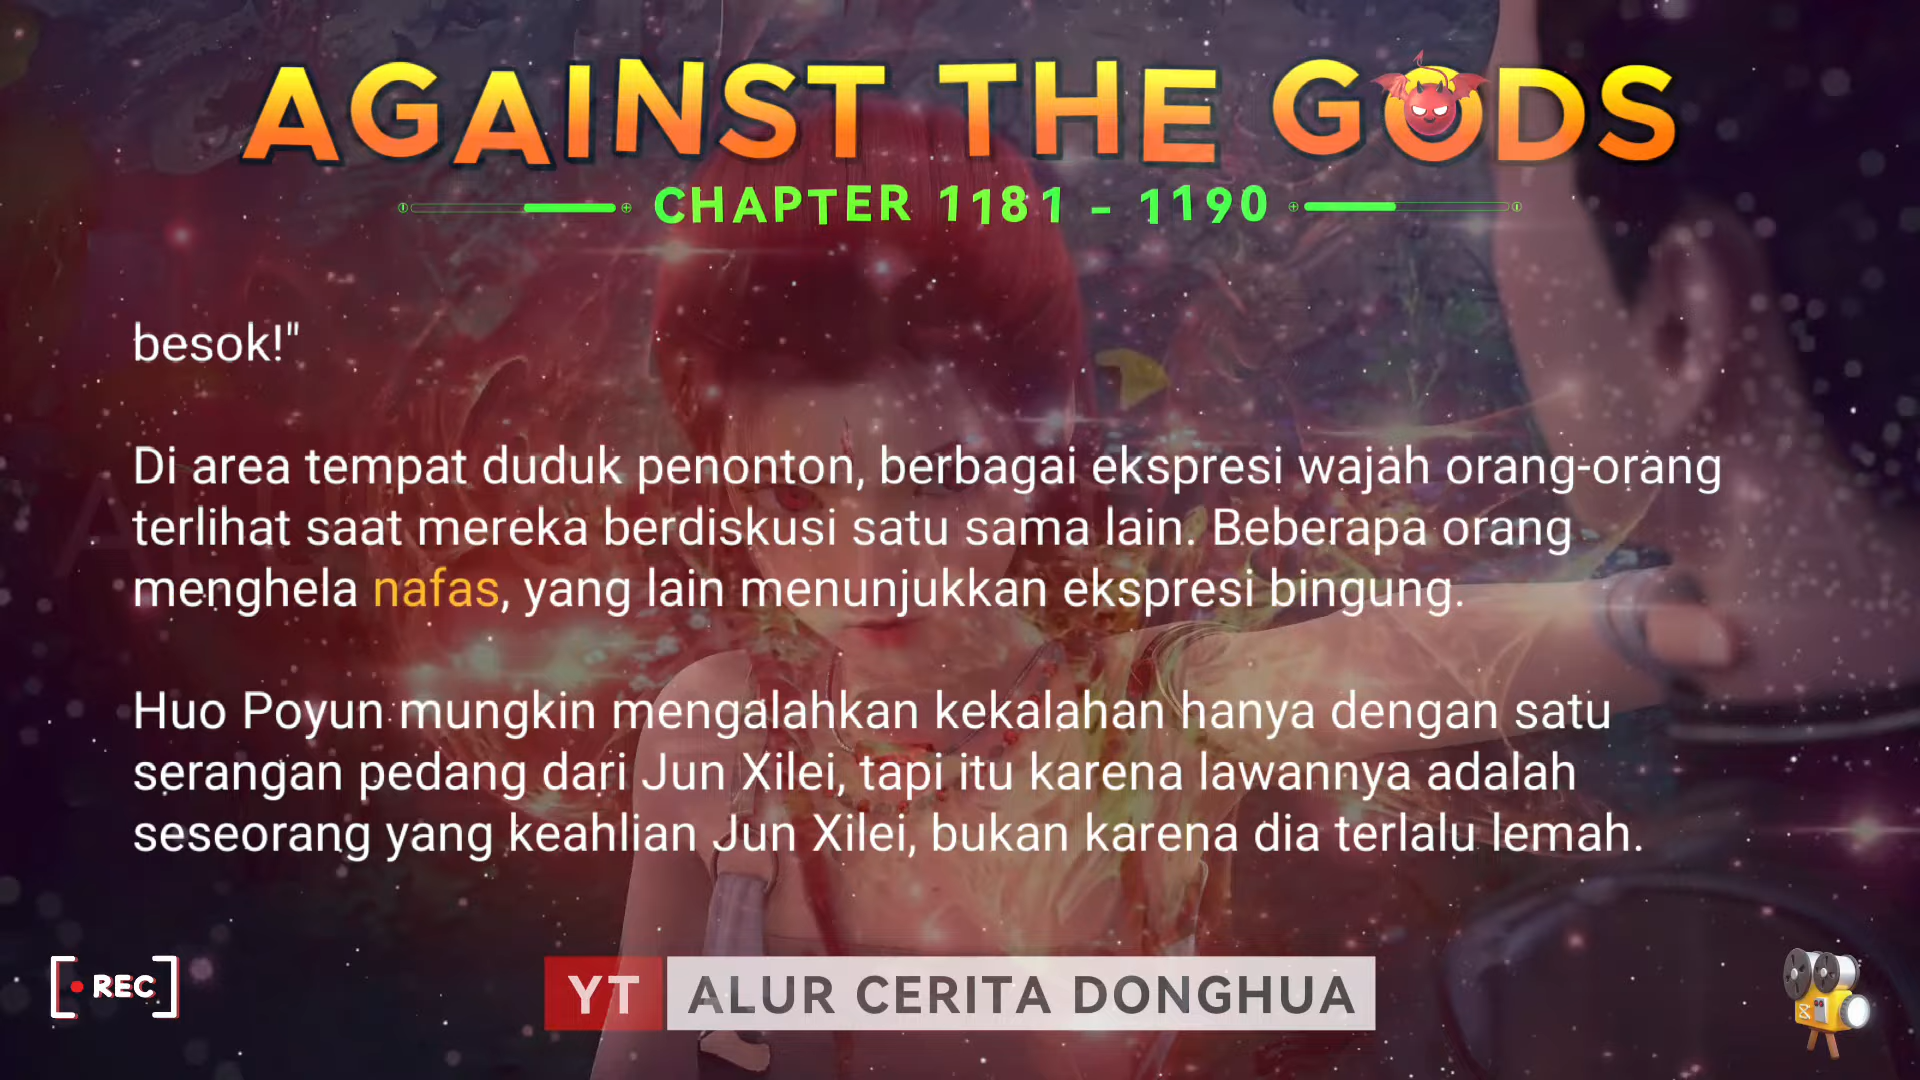 AGAINST THE GODS
CHAPTER 1181 - 1190
besok!"
Di area tempat duduk penonton, berbagai ekspresi wajah orang-orang
terlihat saat mereka berdiskusi satu sama lain. Beberapa orang
menghela nafas, yang lain menunjukkan ekspresi bingung.
Huo Poyun mungkin mengalahkan kekalahan hanya dengan satu
serangan pedang dari Jun Xilei, tapi itu karena lawannya adalah
seseorang yang keahlian Jun Xilei, bukan karena dia terlalu lemah.
REC
YT ALUR CERITA DONGHUA